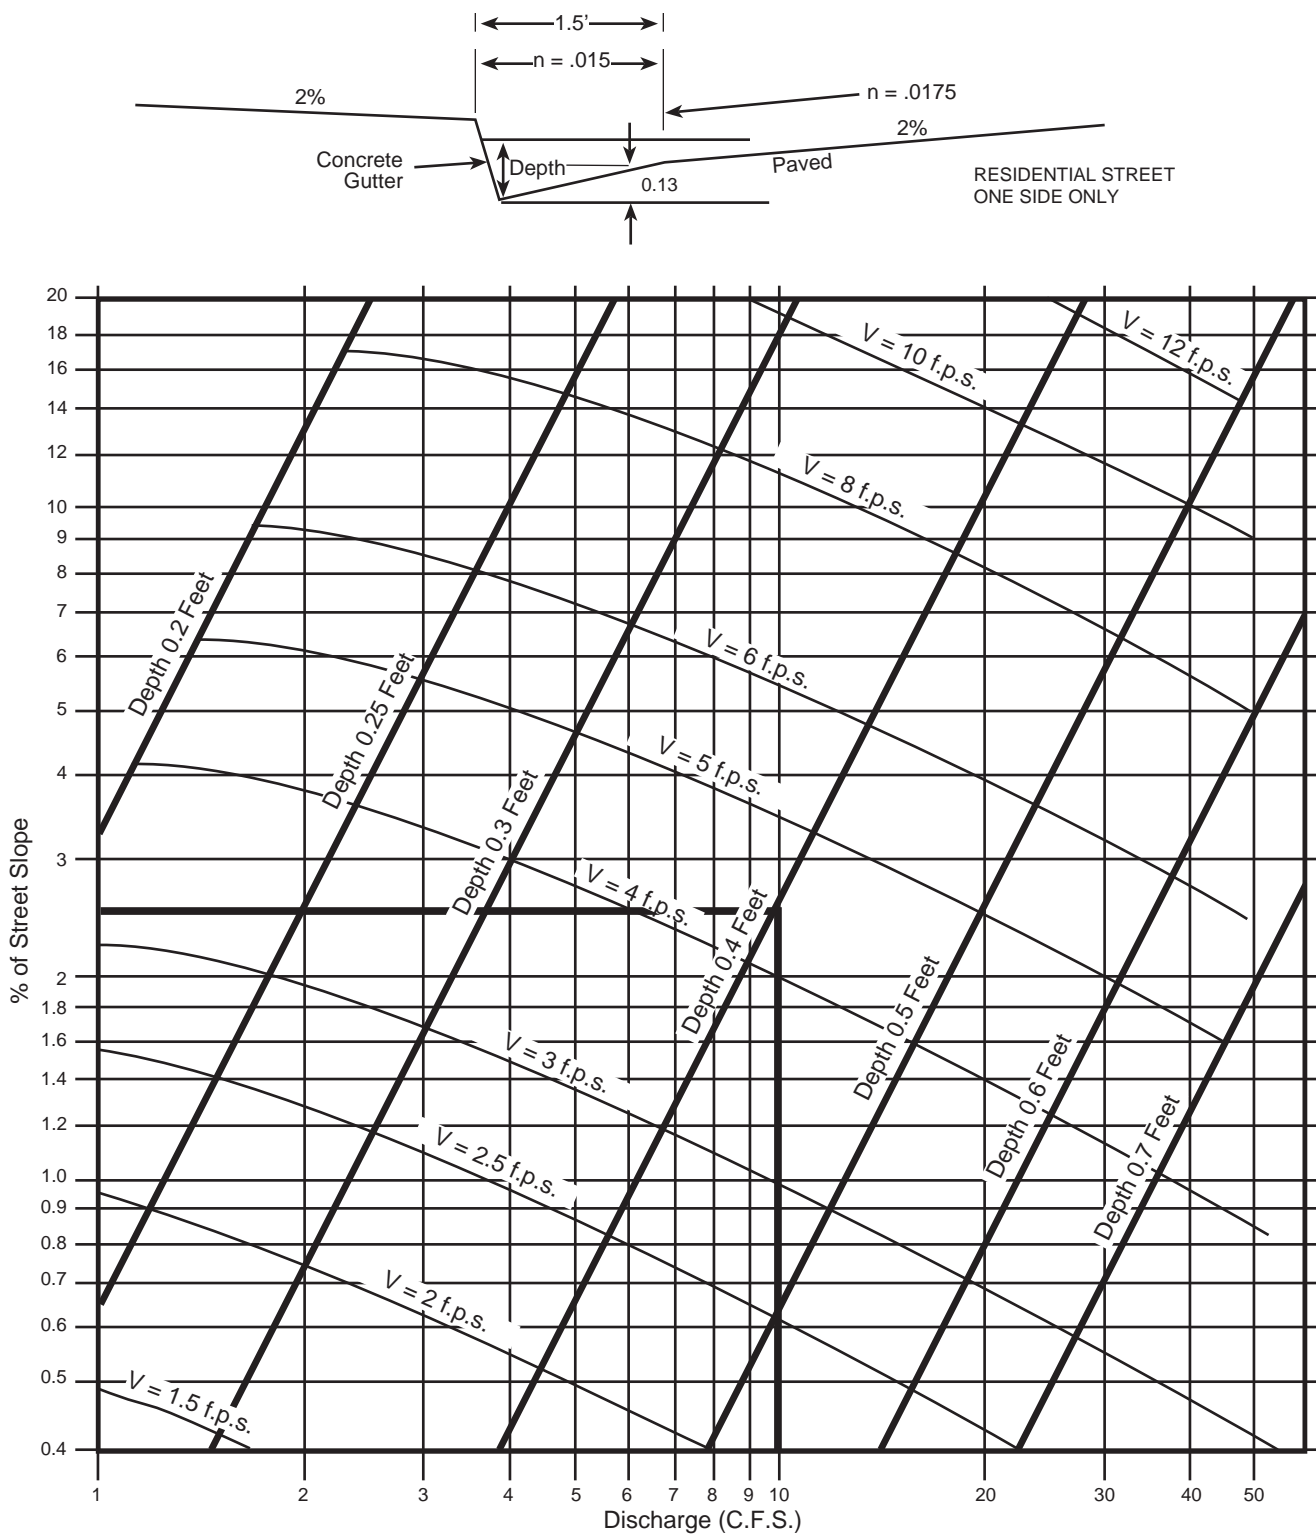 1.5'
n = .015
n = .0175
2%
2%
Concrete
Gutter
Depth
0.13
Paved
RESIDENTIAL STREET
ONE SIDE ONLY
20
18
16
14
12
10
9
8
7
6
5
4
3
2
1.8
1.6
1.4
1.2
1.0
0.9
0.8
0.7
0.6
0.5
0.4
% of Street Slope
V = 12 f.p.s.
V = 10 f.p.s.
V = 8 f.p.s.
V = 6 f.p.s.
V = 5 f.p.s.
V = 4 f.p.s.
V = 3 f.p.s.
V = 2.5 f.p.s.
V = 2 f.p.s.
V = 1.5 f.p.s.
Depth 0.2 Feet
Depth 0.25 Feet
Depth 0.3 Feet
Depth 0.4 Feet
Depth 0.5 Feet
Depth 0.6 Feet
Depth 0.7 Feet
1 2 3 4 5 6 7 8 9 10 20 30 40 50
Discharge (C.F.S.)